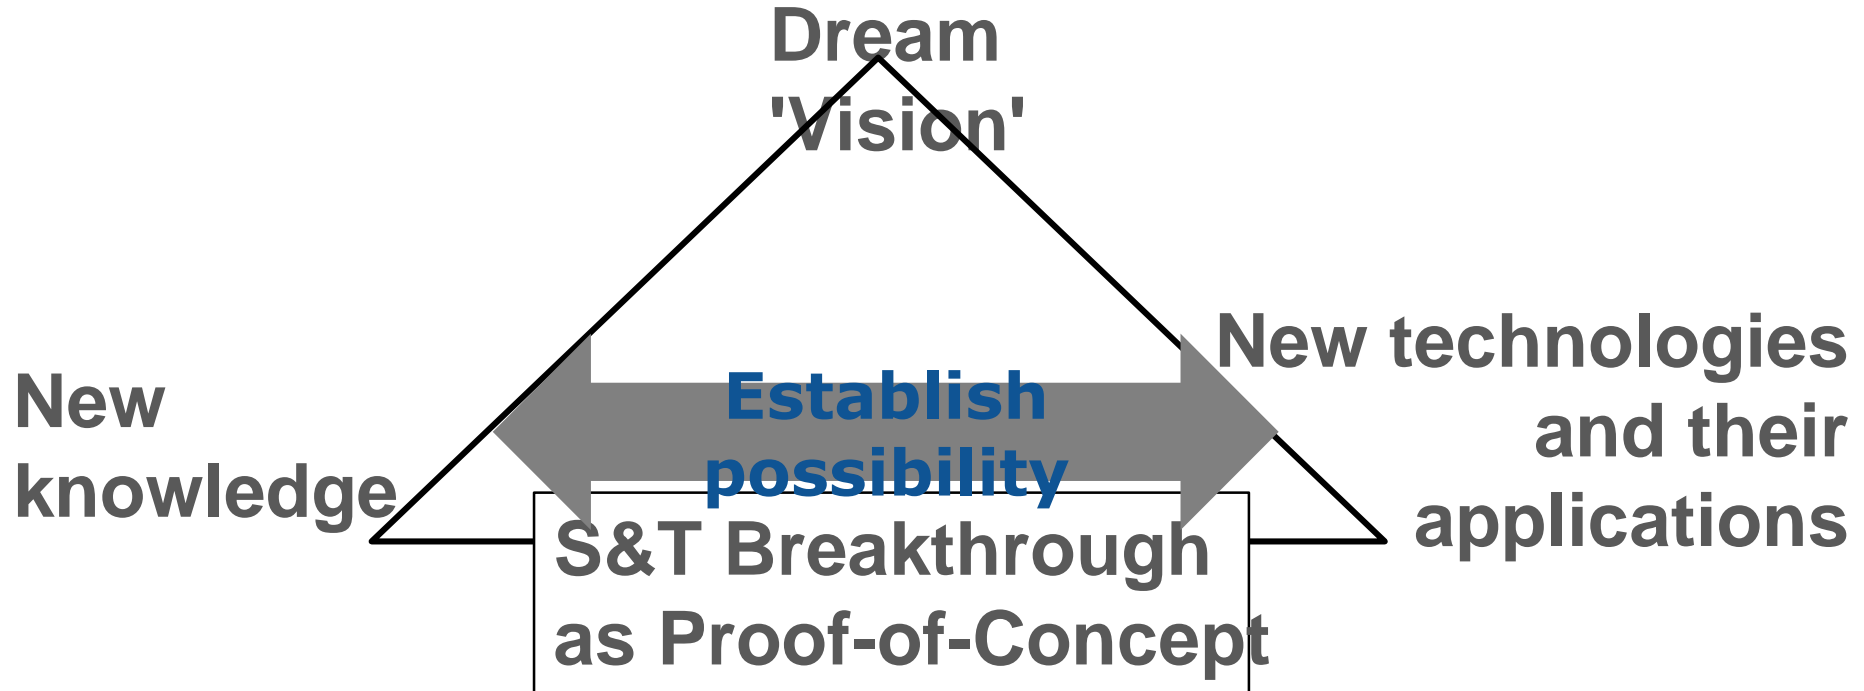 Dream
'Vision'
New
knowledge
Establish
possibility
New technologies
and their
applications
S&T Breakthrough
as Proof-of-Concept